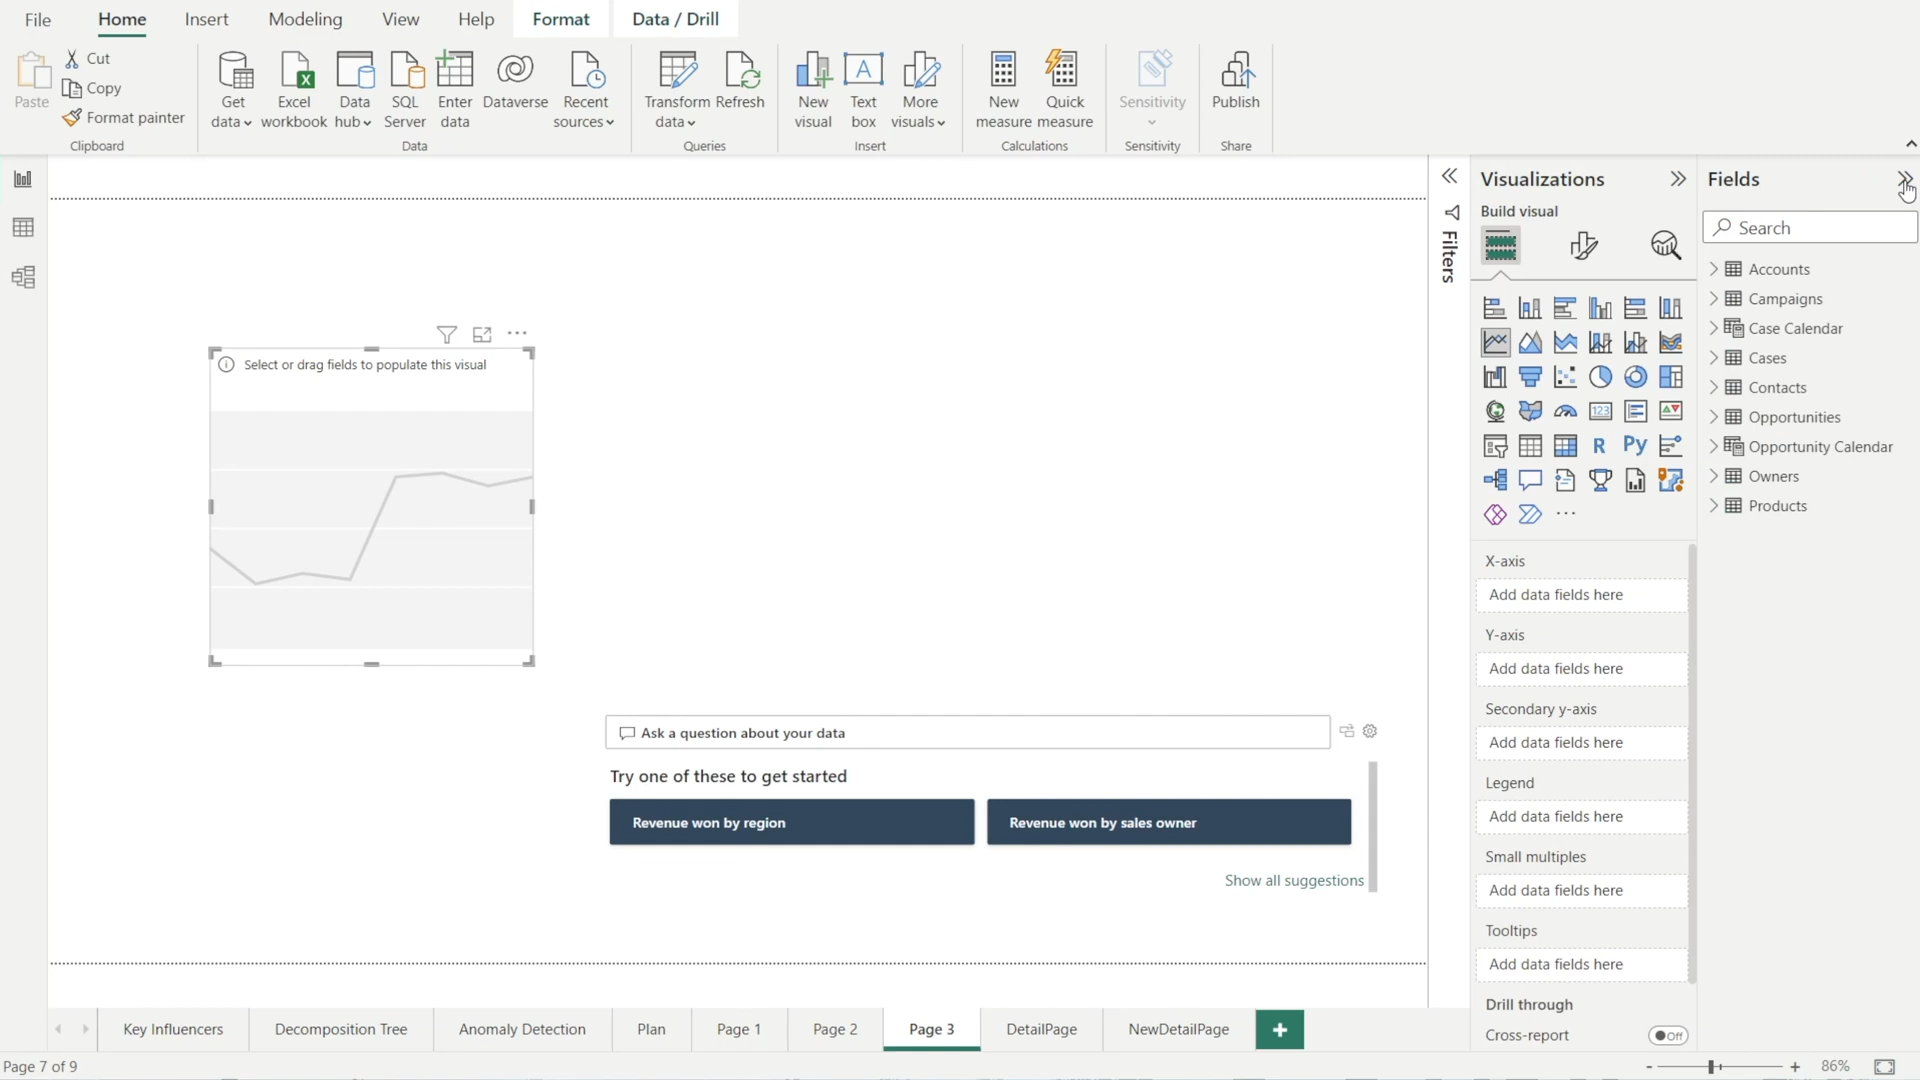 File Home Insert Modeling View Help Format Data / Drill
Paste
Cut
Copy
Format painter
Clipboard
Get data
Excel workbook
Data hub
SQL Server
Enter data
Dataverse
Recent sources
Data
Transform data
Refresh
Queries
New visual
Text box
More visuals
Insert
New measure
Quick measure
Calculations
Sensitivity
Sensitivity
Publish
Share
Select or drag fields to populate this visual
Ask a question about your data
Try one of these to get started
Revenue won by region
Revenue won by sales owner
Show all suggestions
Filters
Visualizations
Build visual
123
R
Py
X-axis
Add data fields here
Y-axis
Add data fields here
Secondary y-axis
Add data fields here
Legend
Add data fields here
Small multiples
Add data fields here
Tooltips
Add data fields here
Drill through
Cross-report
Off
Fields
Search
Accounts
Campaigns
Case Calendar
Cases
Contacts
Opportunities
Opportunity Calendar
Owners
Products
Key Influencers Decomposition Tree Anomaly Detection Plan Page 1 Page 2 Page 3 DetailPage NewDetailPage
Page 7 of 9
86%